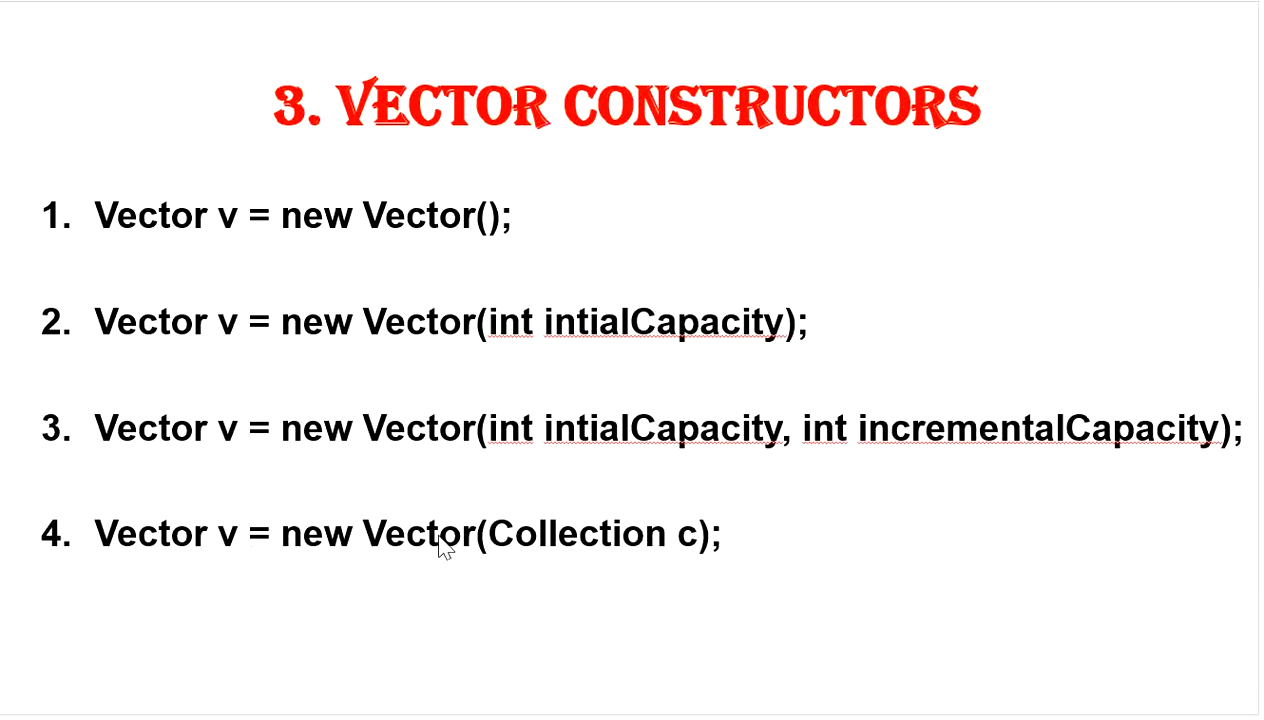 3. VECTOR CONSTRUCTORS
1. Vector v = new Vector();
2. Vector v = new Vector(int intialCapacity);
3. Vector v = new Vector(int intialCapacity, int incrementalCapacity);
4. Vector v = new Vector(Collection c);